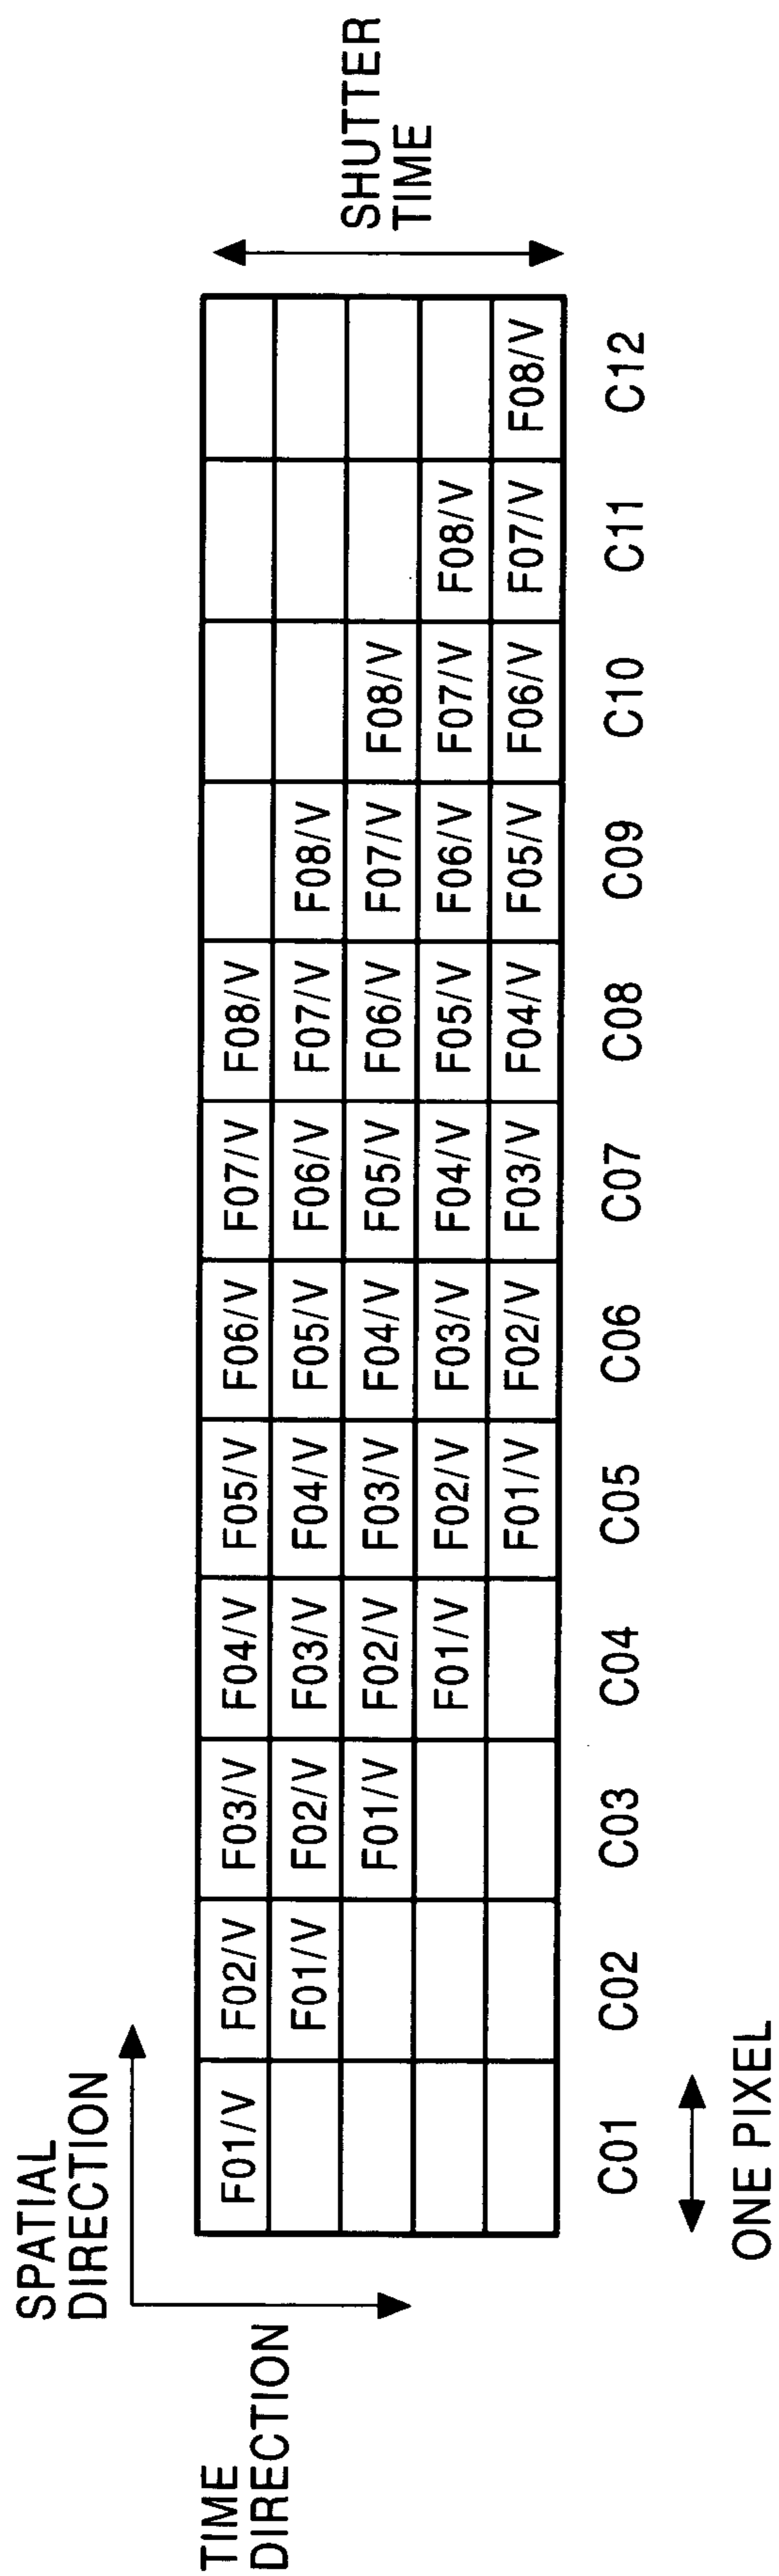 SPATIAL
DIRECTION
TIME
DIRECTION
F01/V F02/V F03/V F04/V F05/V F06/V F07/V F08/V
F01/V F02/V F03/V F04/V F05/V F06/V F07/V F08/V
F01/V F02/V F03/V F04/V F05/V F06/V F07/V F08/V
F01/V F02/V F03/V F04/V F05/V F06/V F07/V F08/V
F01/V F02/V F03/V F04/V F05/V F06/V F07/V F08/V
SHUTTER
TIME
C01 C02 C03 C04 C05 C06 C07 C08 C09 C10 C11 C12
ONE PIXEL